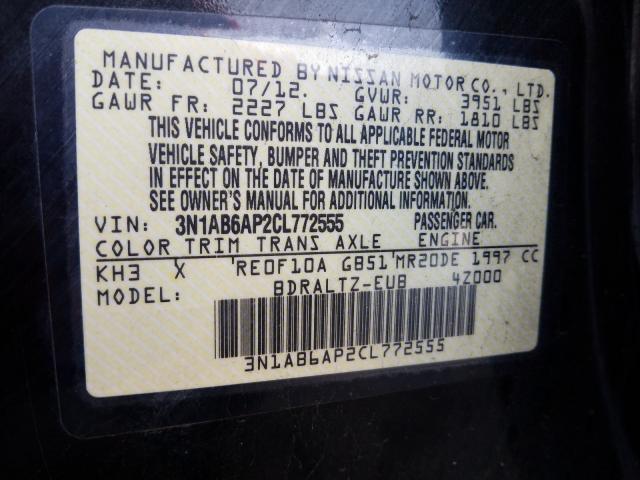 MANUFACTURED BY NISSAN MOTOR CO., LTD.
DATE: 07/12. GVWR: 3951 LBS
GAWR FR: 2227 LBS GAWR RR: 1810 LBS
THIS VEHICLE CONFORMS TO ALL APPLICABLE FEDERAL MOTOR
VEHICLE SAFETY, BUMPER AND THEFT PREVENTION STANDARDS
IN EFFECT ON THE DATE OF MANUFACTURE SHOWN ABOVE.
SEE OWNER'S MANUAL FOR ADDITIONAL INFORMATION.
VIN: 3N1AB6AP2CL772555 PASSENGER CAR.
COLOR TRIM TRANS AXLE ENGINE
KH3 X 'RE0F10A GB51'MR20DE 1997 CC
MODEL: BDRALTZ-EUB 4Z000
3N1AB6AP2CL772555